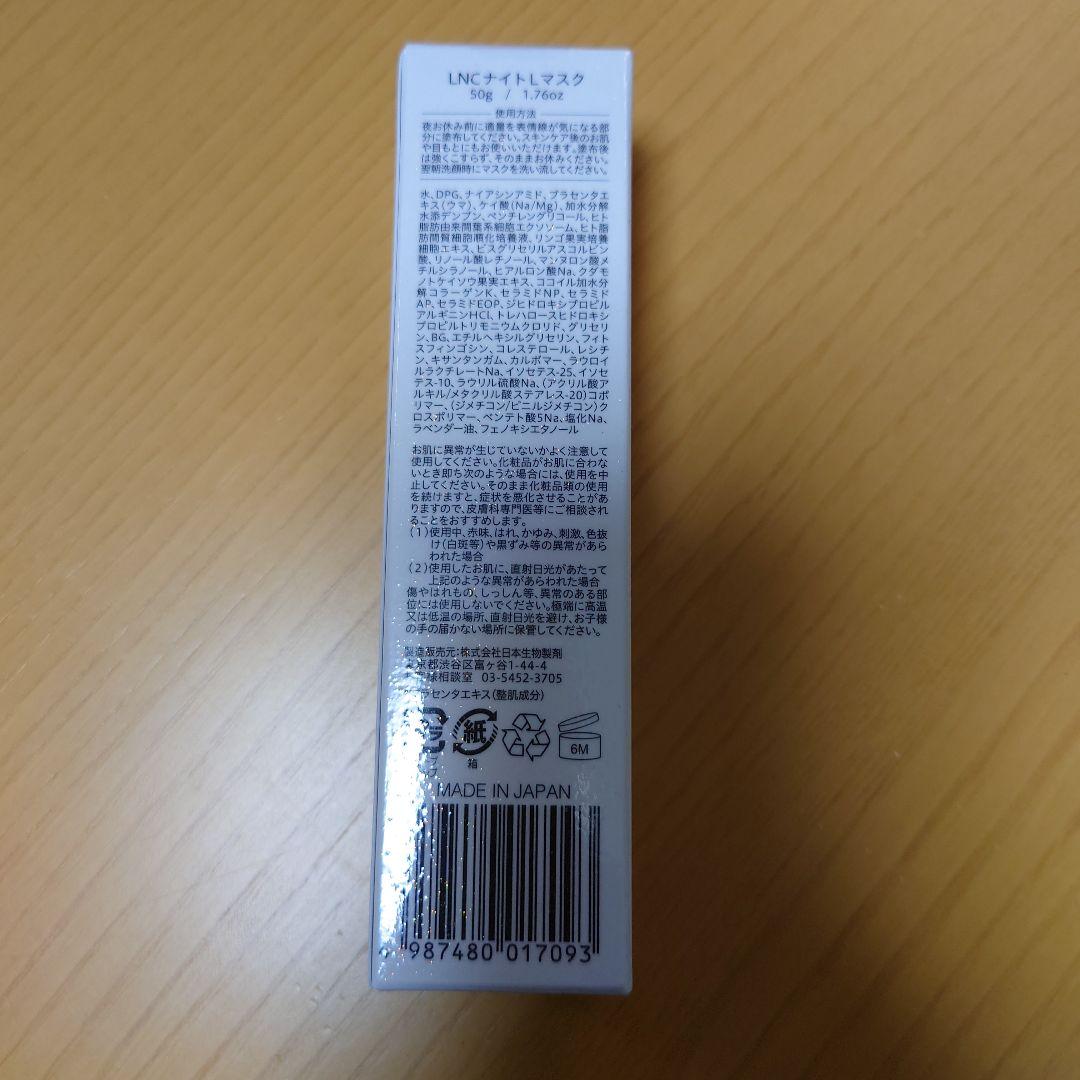 LNCナイトLマスク
50g / 1.76oz
使用方法
夜お休み前に適量を表情線が気になる部
分に塗布してください。スキンケア後のお肌
や目もとにもお使いいただけます。塗布後
は強くこすらず、そのままお休みください。
翌朝洗顔時にマスクを洗い流してください。
水、DPG、ナイアシンアミド、プラセンタエ
キス(ウマ)、ケイ酸(Na/Mg)、加水分解
水添デンプン、ペンチレングリコール、ヒト
脂肪由来間葉系細胞エクソソーム、ヒト脂
肪間質細胞順化培養液、リンゴ果実培養
細胞エキス、ビスグリセリルアスコルビン
酸、リノール酸レチノール、マンヌロン酸メ
チルシラノール、ヒアルロン酸Na、クダモ
ノトケイソウ果実エキス、ココイル加水分
解コラーゲンK、セラミドNP、セラミド
AP、セラミドEOP、ジヒドロキシプロピル
アルギニンHCl、トレハロースヒドロキシ
プロピルトリモニウムクロリド、グリセリ
ン、BG、エチルヘキシルグリセリン、フィト
スフィンゴシン、コレステロール、レシチ
ン、キサンタンガム、カルボマー、ラウロイ
ルラクチレートNa、イソセテス-25、イソセ
テス-10、ラウリル硫酸Na、(アクリル酸ア
ルキル/メタクリル酸ステアレス-20)コポ
リマー、(ジメチコン/ビニルジメチコン)ク
ロスポリマー、ペンテト酸5Na、塩化Na、
ラベンダー油、フェノキシエタノール
お肌に異常が生じていないかよく注意して
使用してください。化粧品がお肌に合わな
いとき即ち次のような場合には、使用を中
止してください。そのまま化粧品類の使用
を続けますと、症状を悪化させることがあ
りますので、皮膚科専門医等にご相談され
ることをおすすめします。
(1)使用中、赤味、はれ、かゆみ、刺激、色抜
け(白斑等)や黒ずみ等の異常があら
われた場合
(2)使用したお肌に、直射日光があたって
上記のような異常があらわれた場合
傷やはれもの、しっしん等、異常のある部
位には使用しないでください。極端に高温
又は低温の場所、直射日光を避け、お子様
の手の届かない場所に保管してください。
製造販売元:株式会社日本生物製剤
京都渋谷区富ヶ谷1-44-4
様相談室 03-5452-3705
ラセンタエキス(整肌成分)
紙
箱
6M
MADE IN JAPAN
4 987480 017093